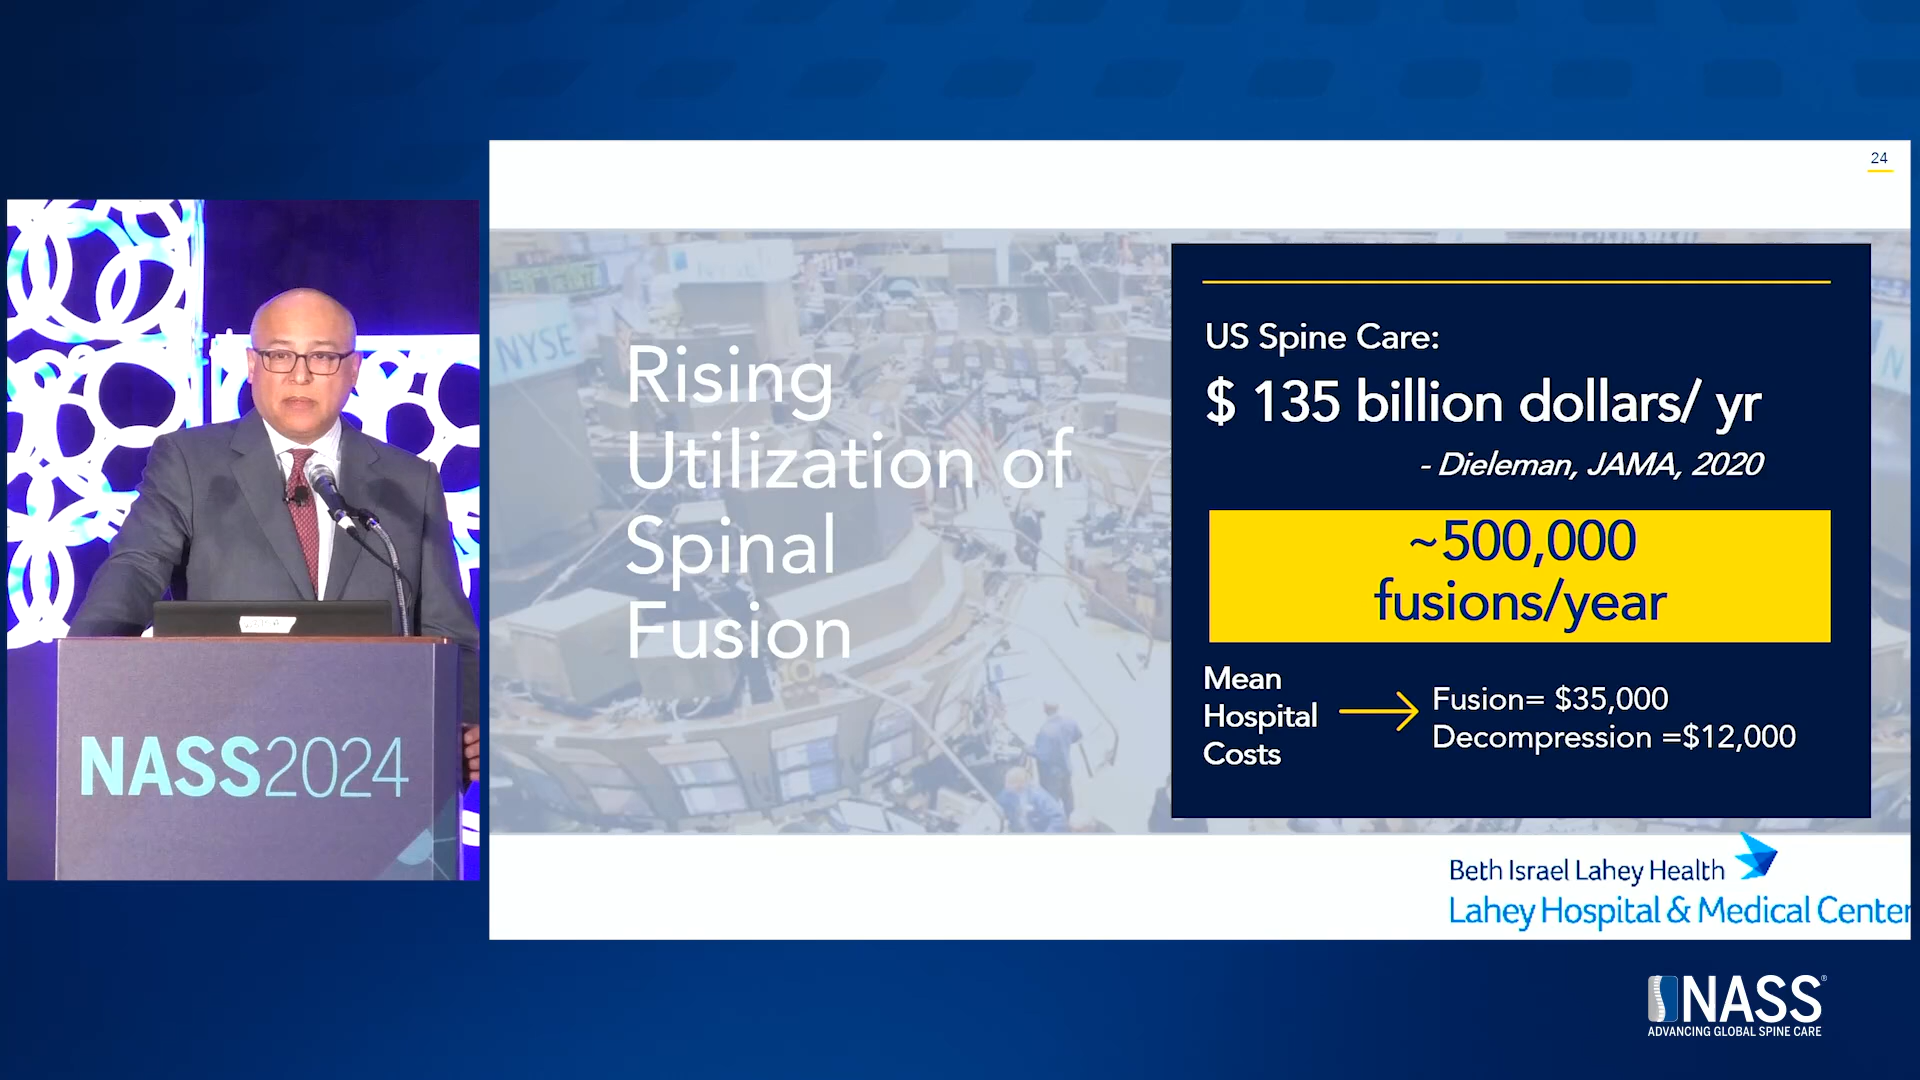 24
NYSE
Rising
Utilization of
Spinal
Fusion
US Spine Care:
$ 135 billion dollars/ yr
- Dieleman, JAMA, 2020
~500,000
fusions/year
Mean
Hospital
Costs
Fusion= $35,000
Decompression =$12,000
Beth Israel Lahey Health
Lahey Hospital & Medical Center
NASS2024
NASS®
ADVANCING GLOBAL SPINE CARE